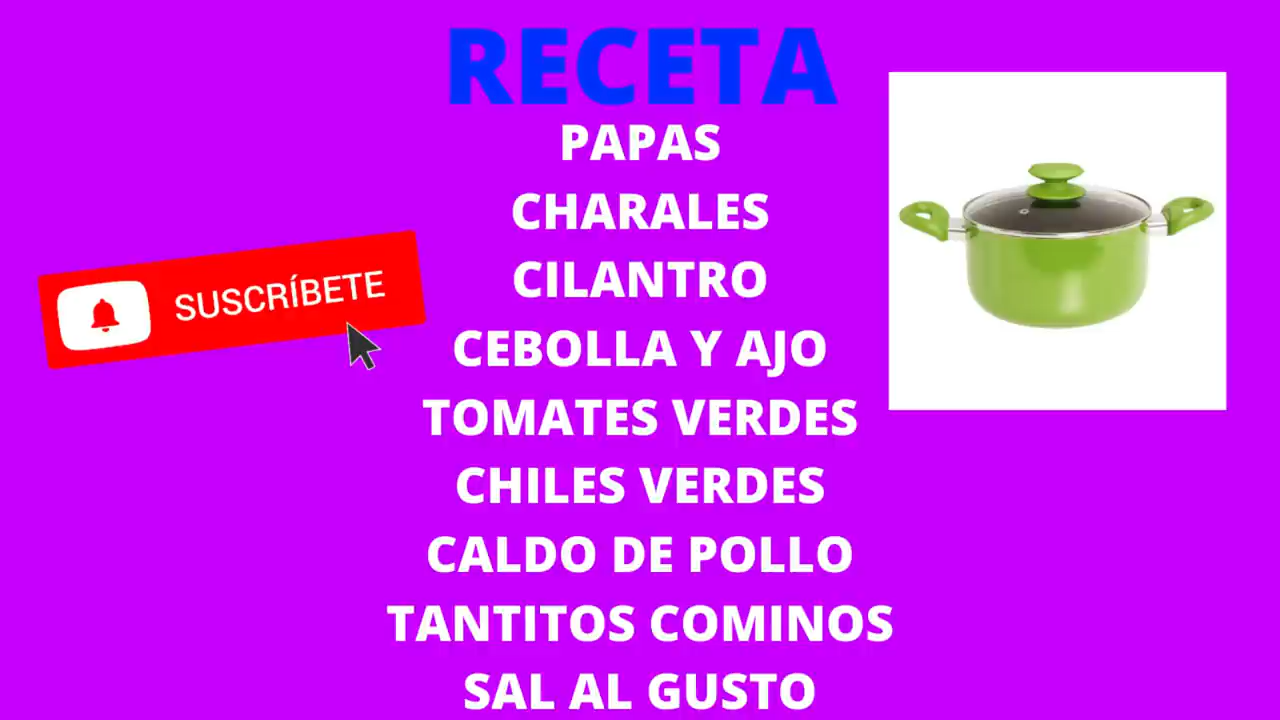 RECETA
PAPAS
CHARALES
CILANTRO
SUSCRÍBETE
CEBOLLA Y AJO
TOMATES VERDES
CHILES VERDES
CALDO DE POLLO
TANTITOS COMINOS
SAL AL GUSTO